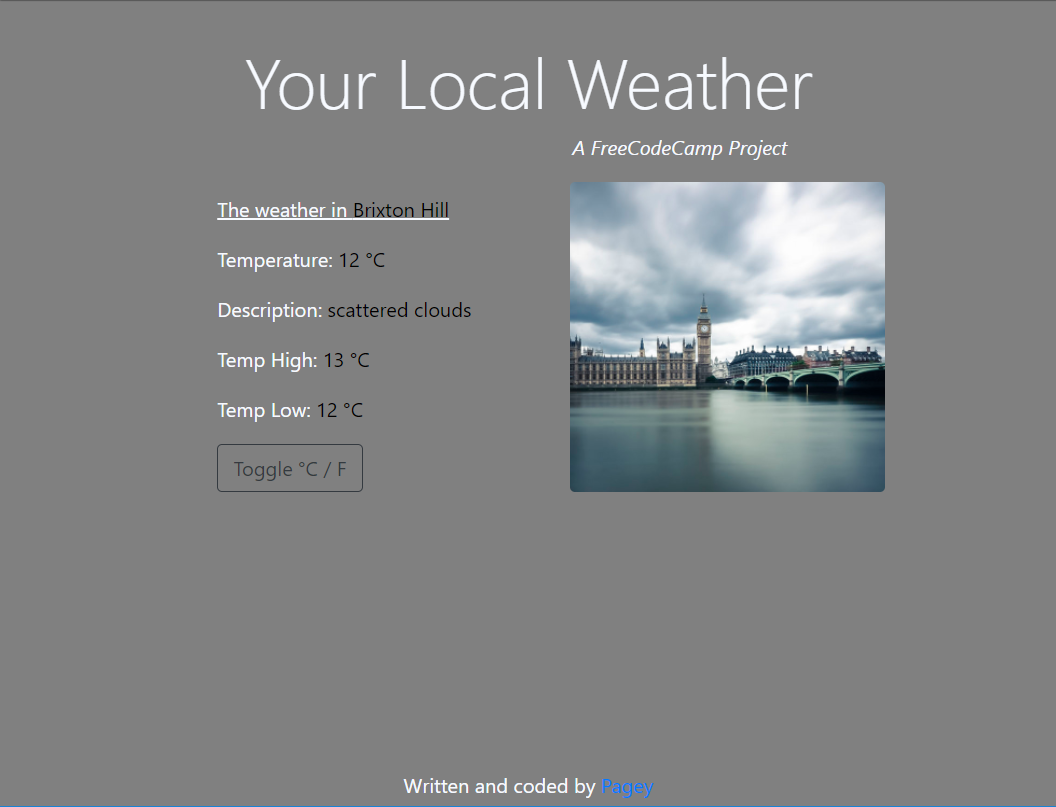 Your Local Weather
A FreeCodeCamp Project
The weather in Brixton Hill
Temperature: 12 °C
Description: scattered clouds
Temp High: 13 °C
Temp Low: 12 °C
Toggle °C / F
Written and coded by Pagey